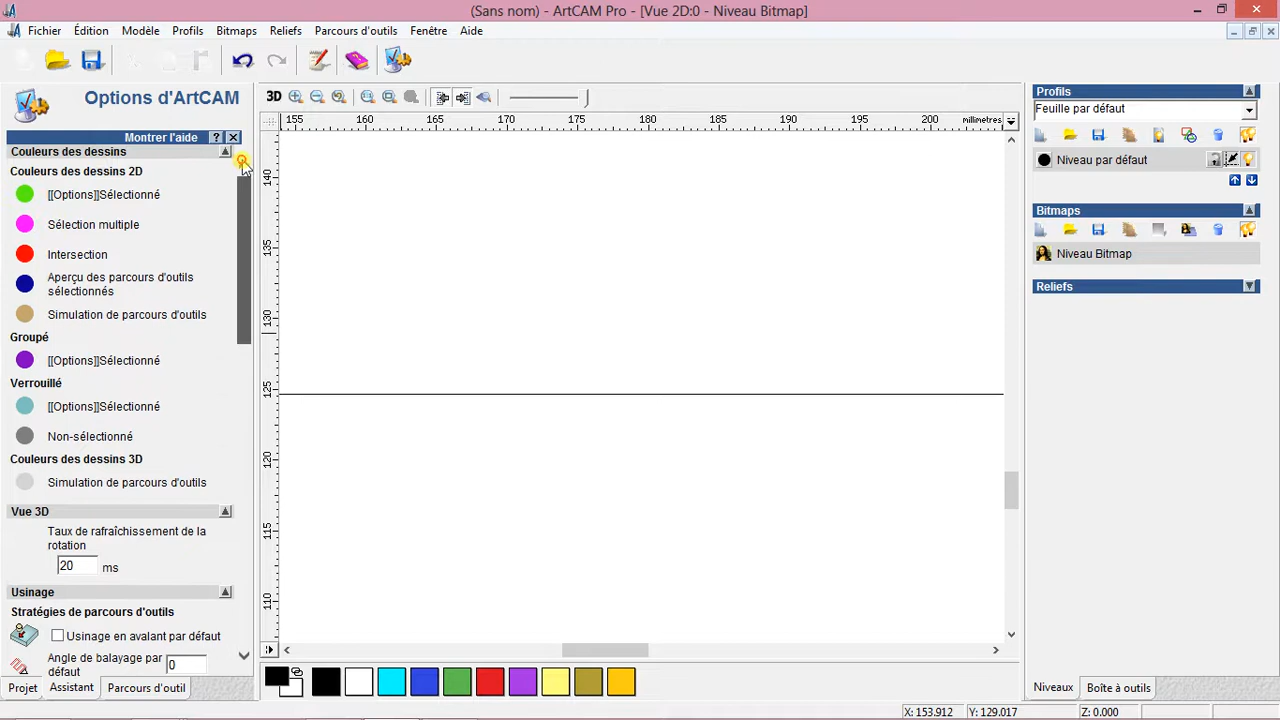 (Sans nom) - ArtCAM Pro - [Vue 2D:0 - Niveau Bitmap]
Fichier Édition Modèle Profils Bitmaps Reliefs Parcours d'outils Fenêtre Aide
Options d'ArtCAM
Montrer l'aide ?
Couleurs des dessins
Couleurs des dessins 2D
[[Options]]Sélectionné
Sélection multiple
Intersection
Aperçu des parcours d'outils
sélectionnés
Simulation de parcours d'outils
Groupé
[[Options]]Sélectionné
Verrouillé
[[Options]]Sélectionné
Non-sélectionné
Couleurs des dessins 3D
Simulation de parcours d'outils
Vue 3D
Taux de rafraîchissement de la
rotation
20 ms
Usinage
Stratégies de parcours d'outils
Usinage en avalant par défaut
Angle de balayage par
défaut
0
Projet Assistant Parcours d'outil
3D
155 160 165 170 175 180 185 190 195 200 millimetres
140
135
130
125
120
115
110
Profils
Feuille par défaut
Niveau par défaut
Bitmaps
Niveau Bitmap
Reliefs
Niveaux Boîte à outils
X: 153.912 Y: 129.017 Z: 0.000